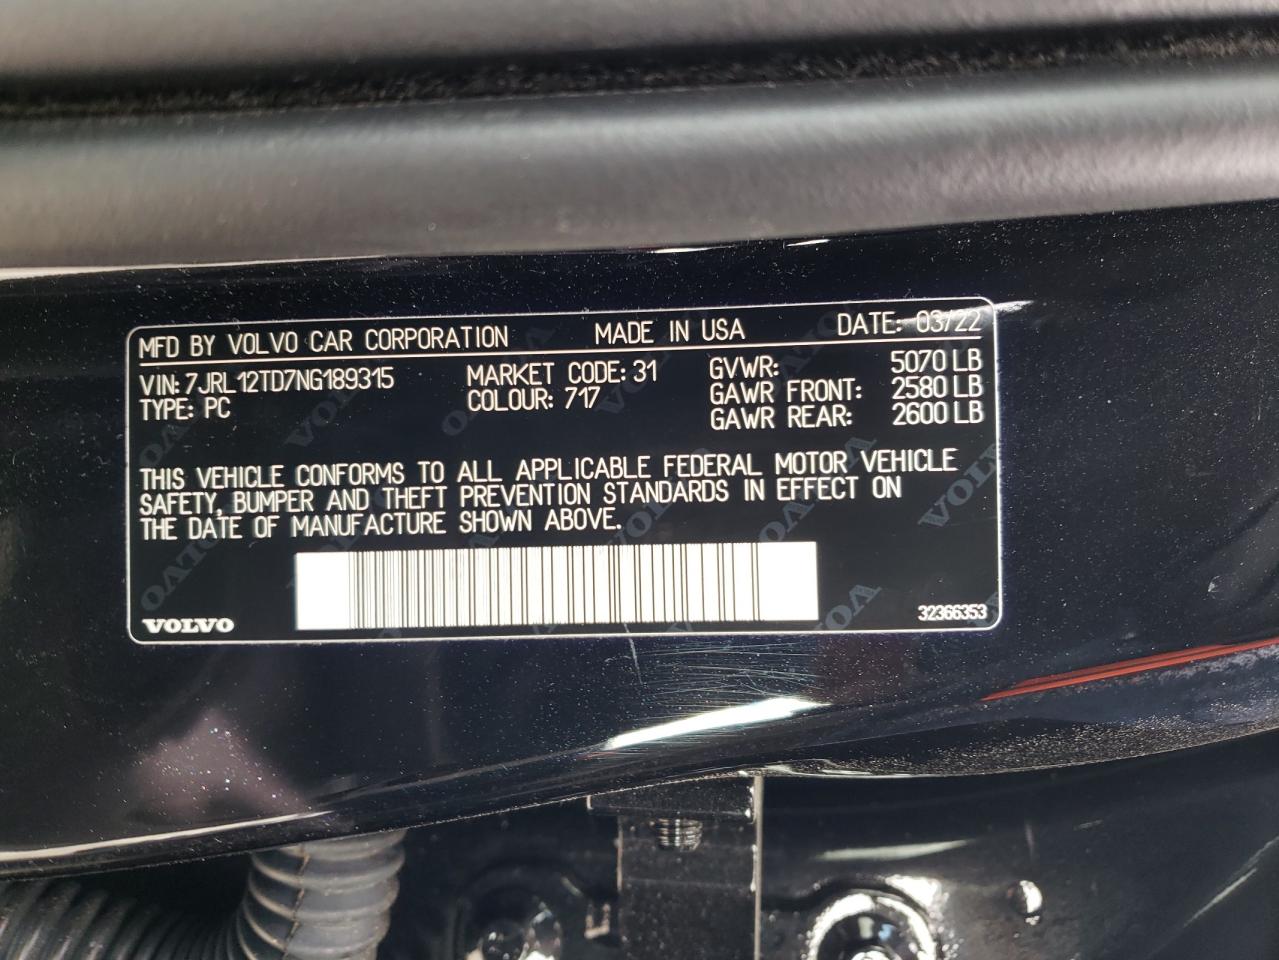 MFD BY VOLVO CAR CORPORATION MADE IN USA DATE: 03/22
VIN: 7JRL12TD7NG189315 MARKET CODE: 31 GVWR: 5070 LB
TYPE: PC COLOUR: 717 GAWR FRONT: 2580 LB
GAWR REAR: 2600 LB
THIS VEHICLE CONFORMS TO ALL APPLICABLE FEDERAL MOTOR VEHICLE
SAFETY, BUMPER AND THEFT PREVENTION STANDARDS IN EFFECT ON
THE DATE OF MANUFACTURE SHOWN ABOVE.
VOLVO 32366353